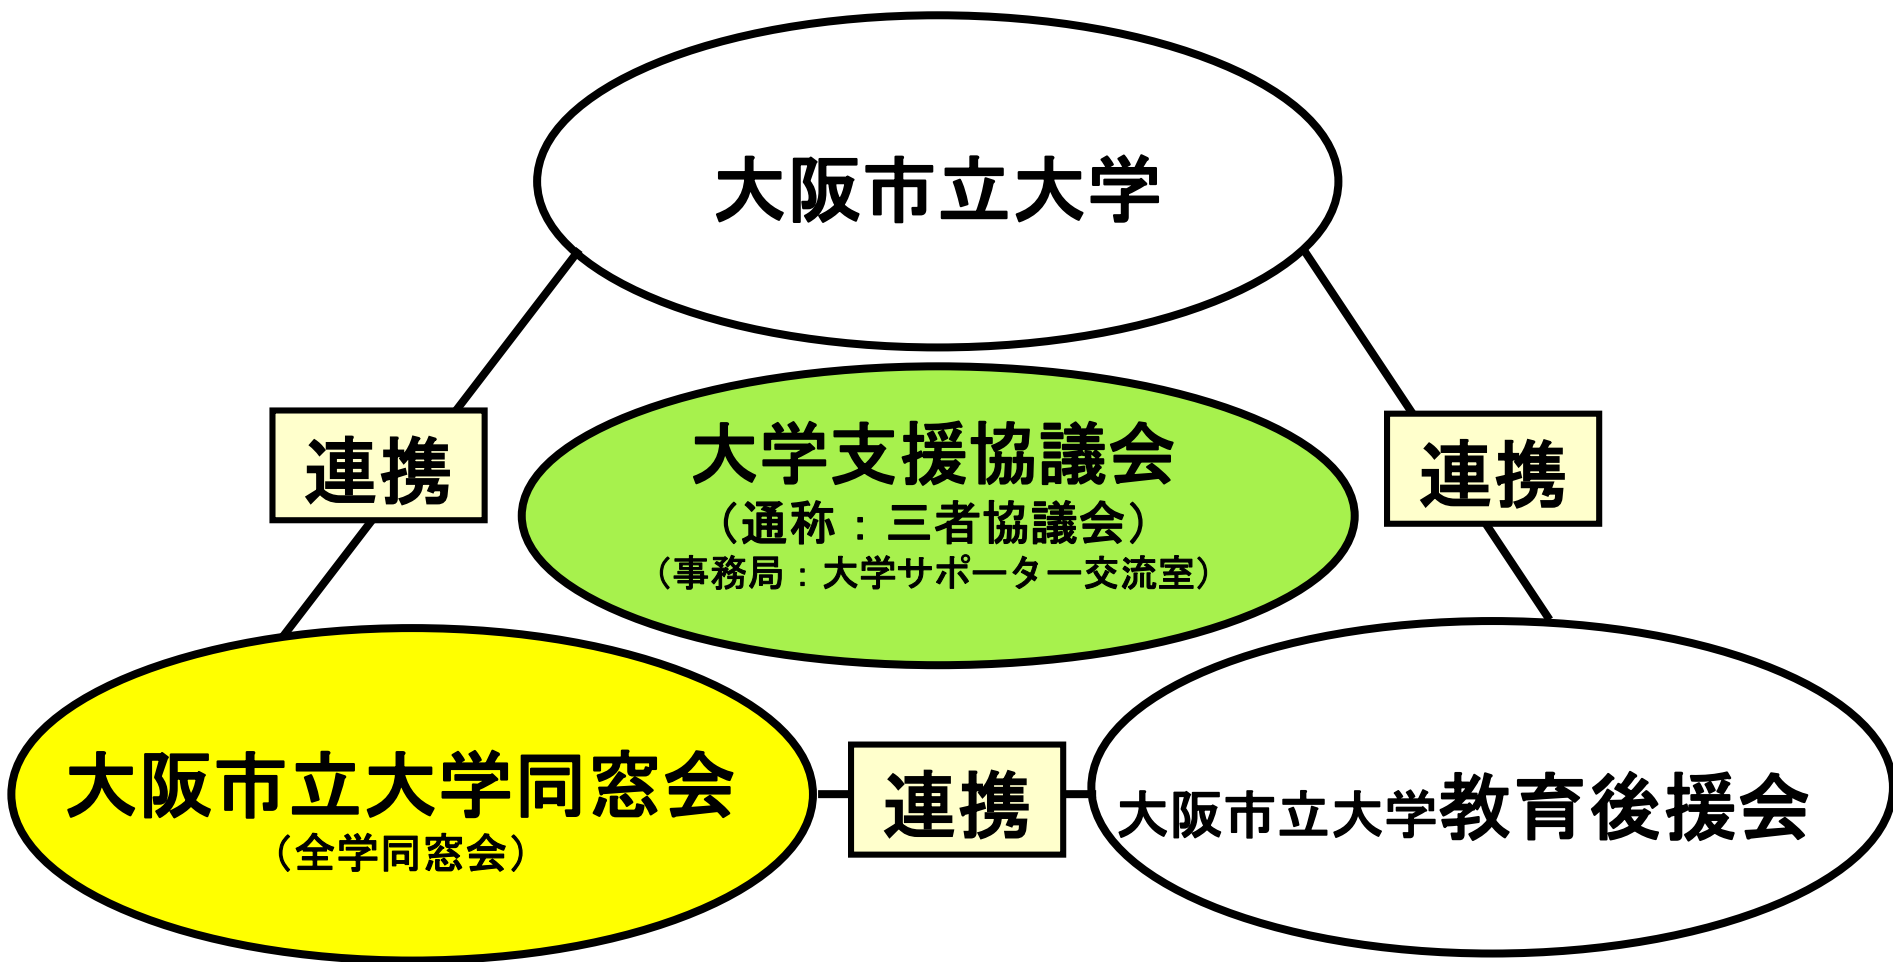 大阪市立大学
連携
大学支援協議会
（通称：三者協議会）
（事務局：大学サポーター交流室）
連携
大阪市立大学同窓会
（全学同窓会）
連携
大阪市立大学教育後援会